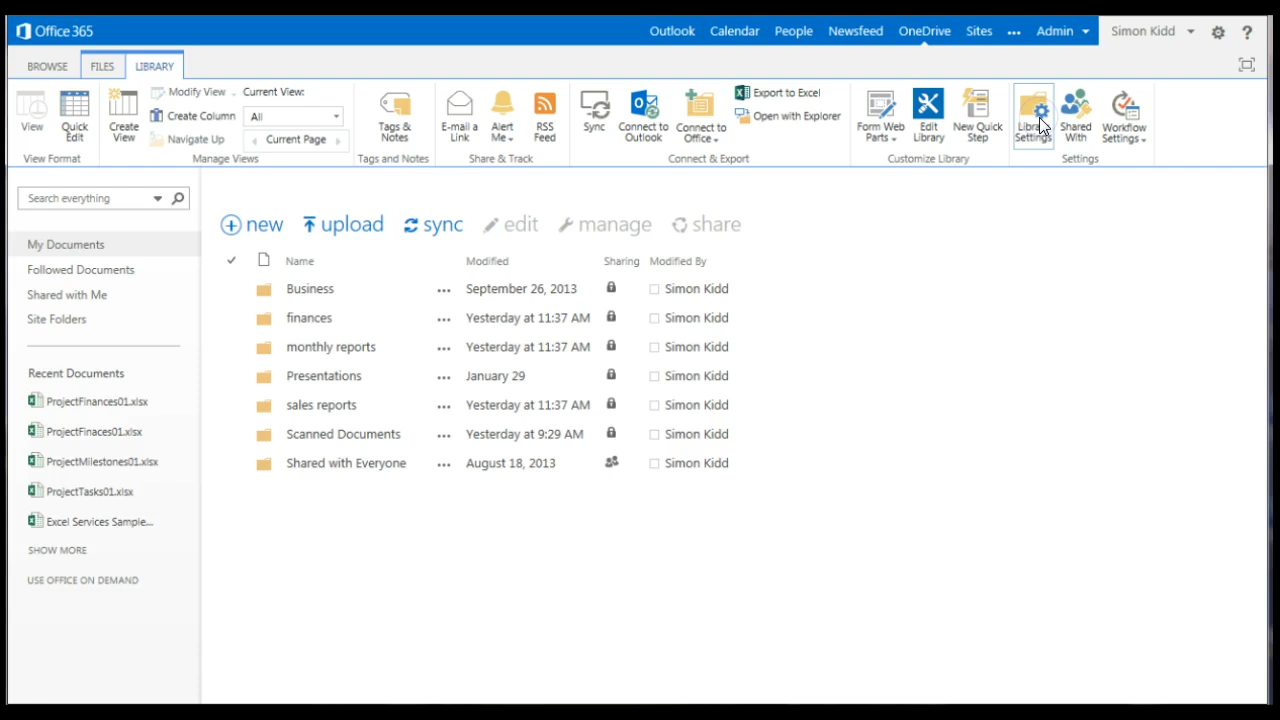 Office 365
Outlook Calendar People Newsfeed OneDrive Sites ••• Admin Simon Kidd ?
BROWSE FILES LIBRARY
View
Quick Edit
View Format
Create View
Modify View
Create Column
Navigate Up
Current View:
All
Current Page
Manage Views
Tags & Notes
Tags and Notes
E-mail a Link
Alert Me
RSS Feed
Share & Track
Sync
Connect to Outlook
Connect to Office
Export to Excel
Open with Explorer
Connect & Export
Form Web Parts
Edit Library
New Quick Step
Customize Library
Settings
Shared With
Workflow Settings
Settings
Search everything
My Documents
Followed Documents
Shared with Me
Site Folders
Recent Documents
ProjectFinances01.xlsx
ProjectFinaces01.xlsx
ProjectMilestones01.xlsx
ProjectTasks01.xlsx
Excel Services Sample...
SHOW MORE
USE OFFICE ON DEMAND
new upload sync edit manage share
Name Modified Sharing Modified By
Business ... September 26, 2013 Simon Kidd
finances ... Yesterday at 11:37 AM Simon Kidd
monthly reports ... Yesterday at 11:37 AM Simon Kidd
Presentations ... January 29 Simon Kidd
sales reports ... Yesterday at 11:37 AM Simon Kidd
Scanned Documents ... Yesterday at 9:29 AM Simon Kidd
Shared with Everyone ... August 18, 2013 Simon Kidd